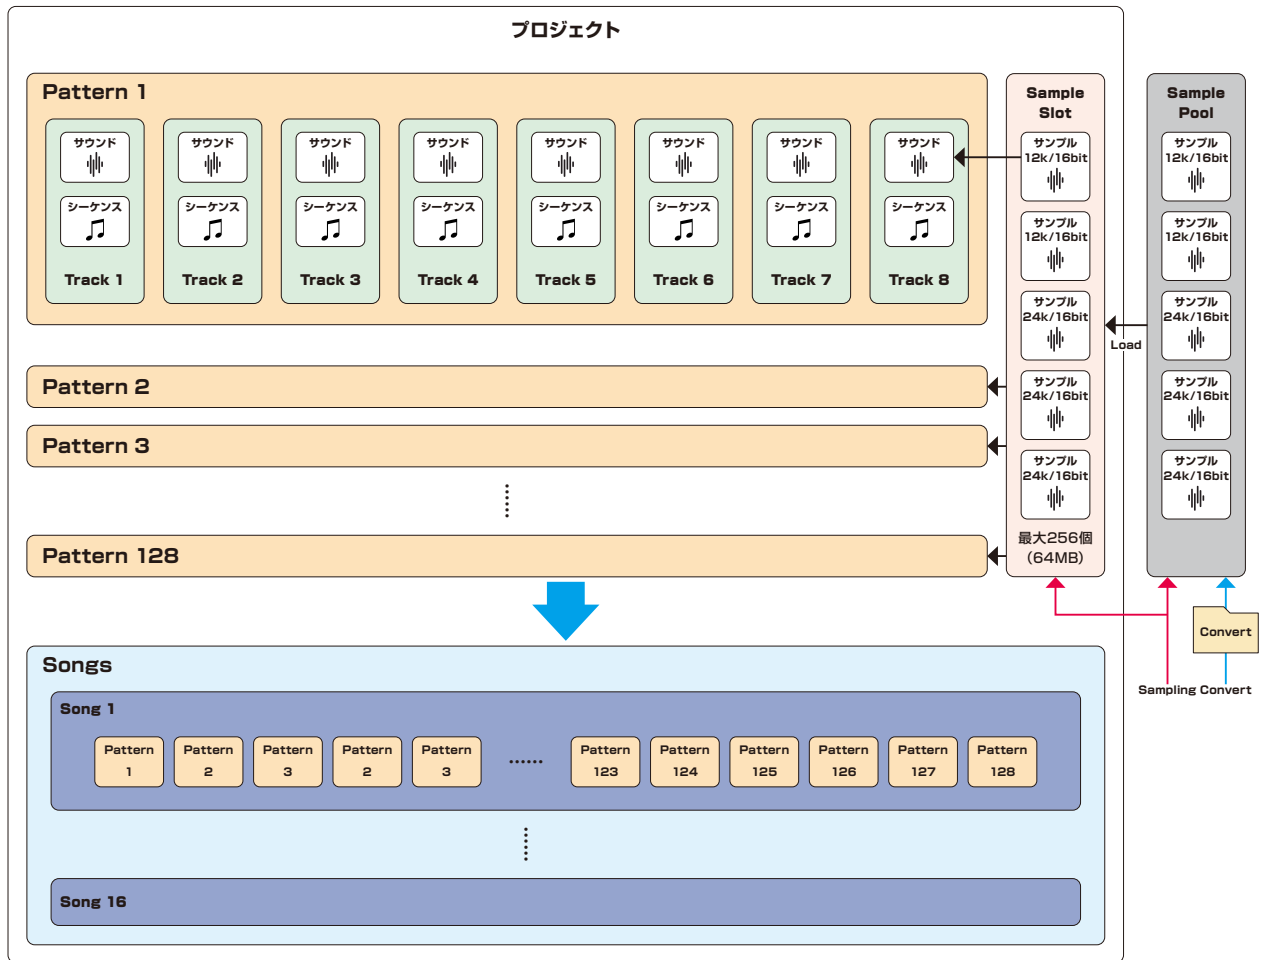 プロジェクト
Pattern 1
サウンド
シーケンス
Track 1
サウンド
シーケンス
Track 2
サウンド
シーケンス
Track 3
サウンド
シーケンス
Track 4
サウンド
シーケンス
Track 5
サウンド
シーケンス
Track 6
サウンド
シーケンス
Track 7
サウンド
シーケンス
Track 8
Pattern 2
Pattern 3
Pattern 128
Sample
Slot
サンプル
12k/16bit
サンプル
12k/16bit
サンプル
24k/16bit
サンプル
24k/16bit
サンプル
24k/16bit
最大256個
(64MB)
Load
Sample
Pool
サンプル
12k/16bit
サンプル
12k/16bit
サンプル
24k/16bit
サンプル
24k/16bit
サンプル
24k/16bit
Convert
Sampling Convert
Songs
Song 1
Pattern
1
Pattern
2
Pattern
3
Pattern
2
Pattern
3
Pattern
123
Pattern
124
Pattern
125
Pattern
126
Pattern
127
Pattern
128
Song 16